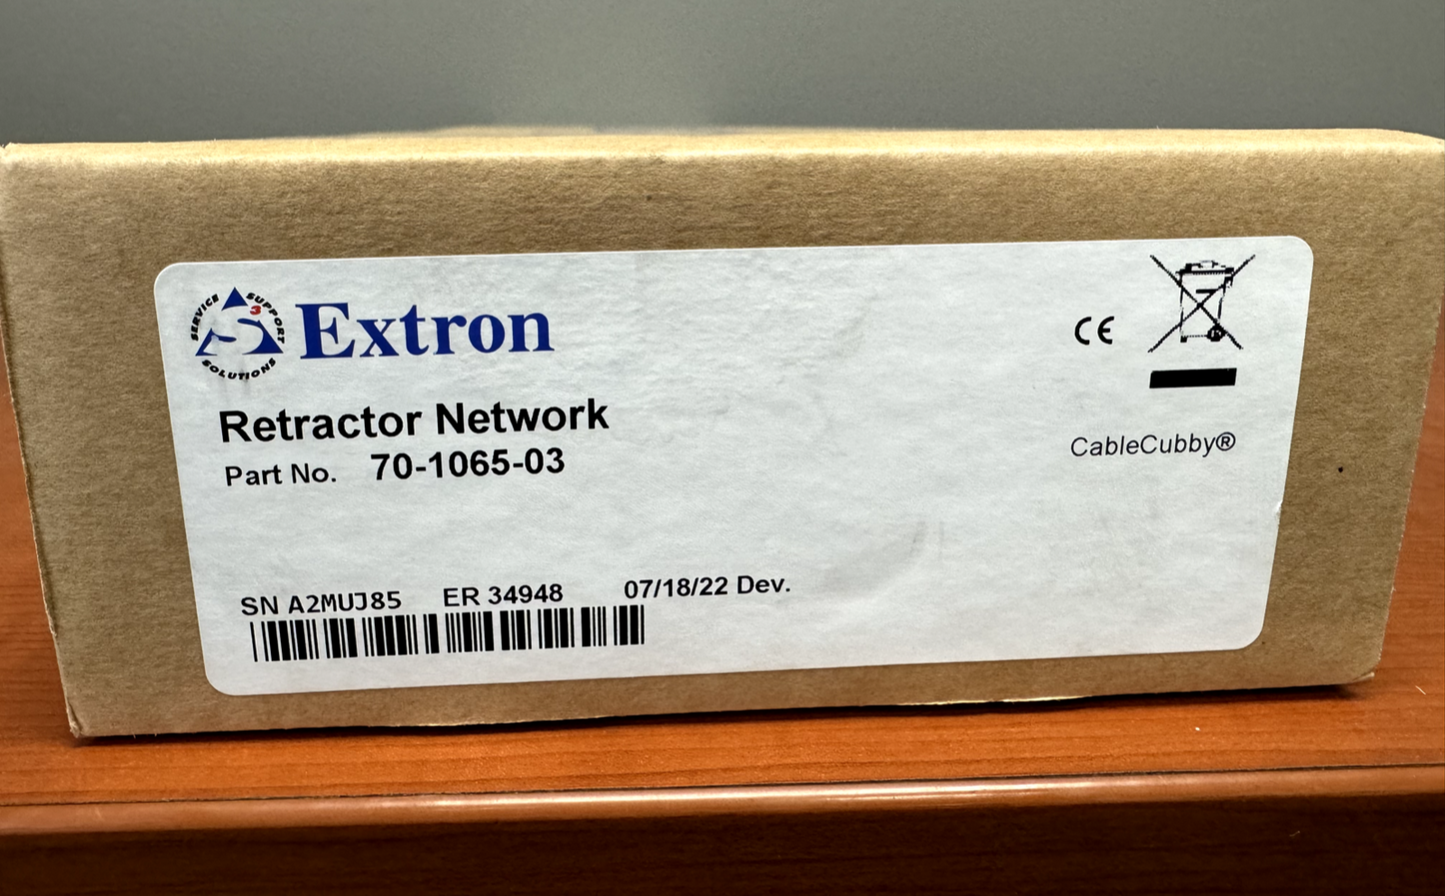 SERVICE SUPPORT SOLUTIONS
S3
Extron
CE
Retractor Network
Part No. 70-1065-03
CableCubby®
SN A2MUJ85 ER 34948 07/18/22 Dev.